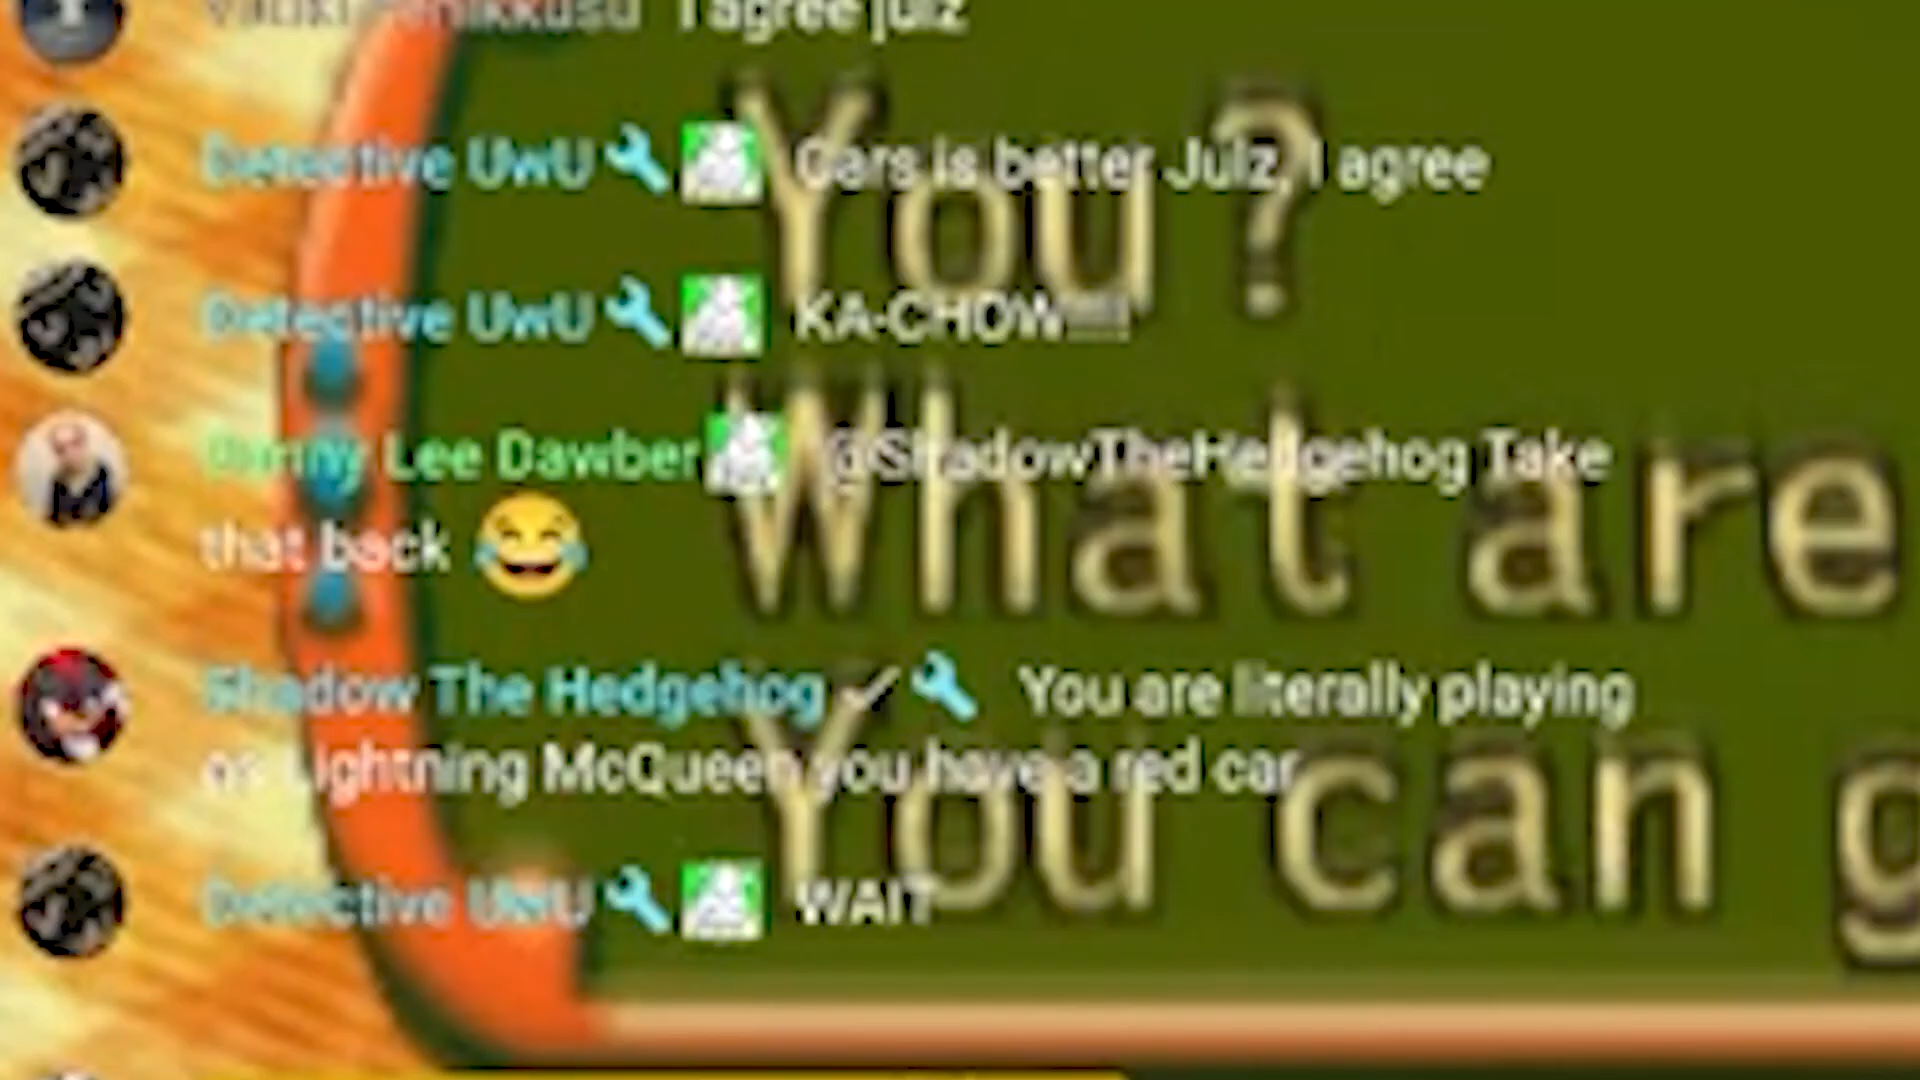 I agree julz
Detective UwU Cars is better Julz, I agree
You ?
Detective UwU KA-CHOW!!!!
Danny Lee Dawber @ShadowTheHedgehog Take
What are
that back
Shadow The Hedgehog ✓ You are literally playing
as Lightning McQueen you have a red car
You can g
Detective UwU WAIT